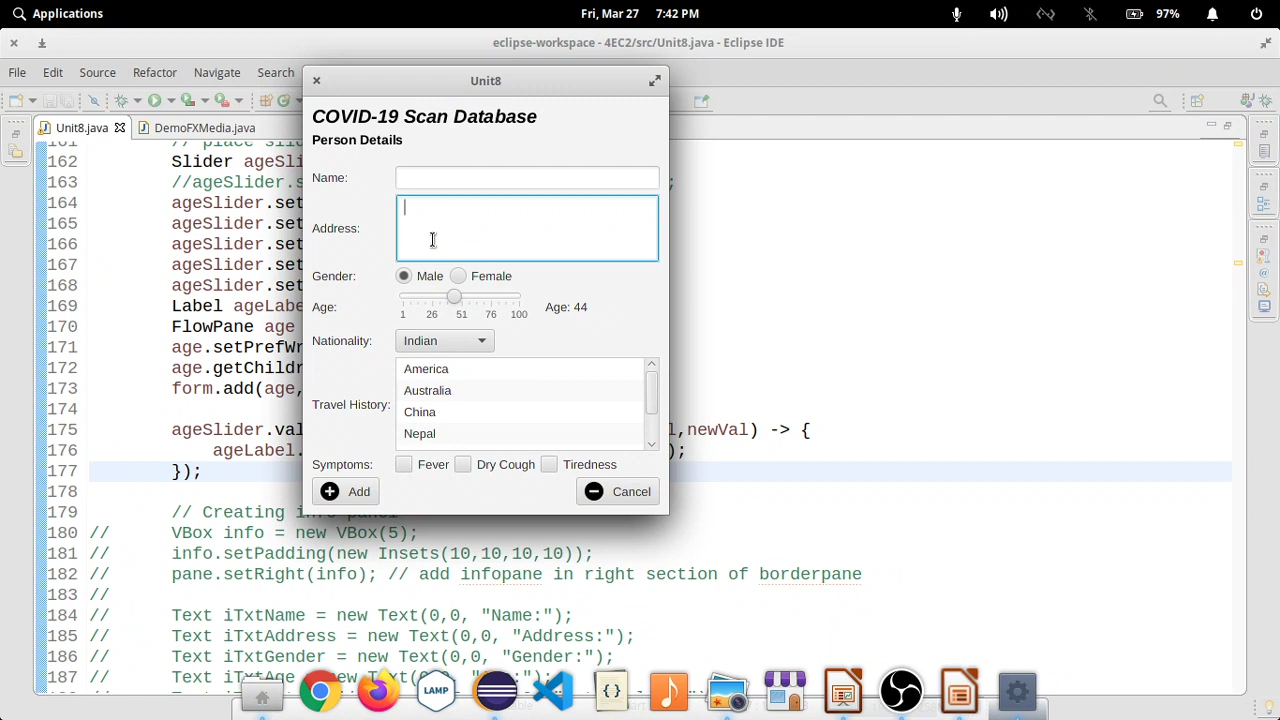 Applications
Fri, Mar 27 7:42 PM
97%
eclipse-workspace - 4EC2/src/Unit8.java - Eclipse IDE
File Edit Source Refactor Navigate Search
Unit8
Unit8.java
DemoFXMedia.java
COVID-19 Scan Database
Person Details
Name:
Address:
Gender: Male Female
Age: 1 26 51 76 100 Age: 44
Nationality: Indian
Travel History:
America
Australia
China
Nepal
Symptoms: Fever Dry Cough Tiredness
Add Cancel
162 Slider ageSli
163 //ageSlider.s ;
164 ageSlider.set
165 ageSlider.set
166 ageSlider.set
167 ageSlider.set
168 ageSlider.set
169 Label ageLabe
170 FlowPane age
171 age.setPrefWr
172 age.getChildr
173 form.add(age,
174
175 ageSlider.val l,newVal) -> {
176 ageLabel. );
177 });
178
179 // Creating info panel
180 // VBox info = new VBox(5);
181 // info.setPadding(new Insets(10,10,10,10));
182 // pane.setRight(info); // add infopane in right section of borderpane
183 //
184 // Text iTxtName = new Text(0,0, "Name:");
185 // Text iTxtAddress = new Text(0,0, "Address:");
186 // Text iTxtGender = new Text(0,0, "Gender:");
187 //
LAMP